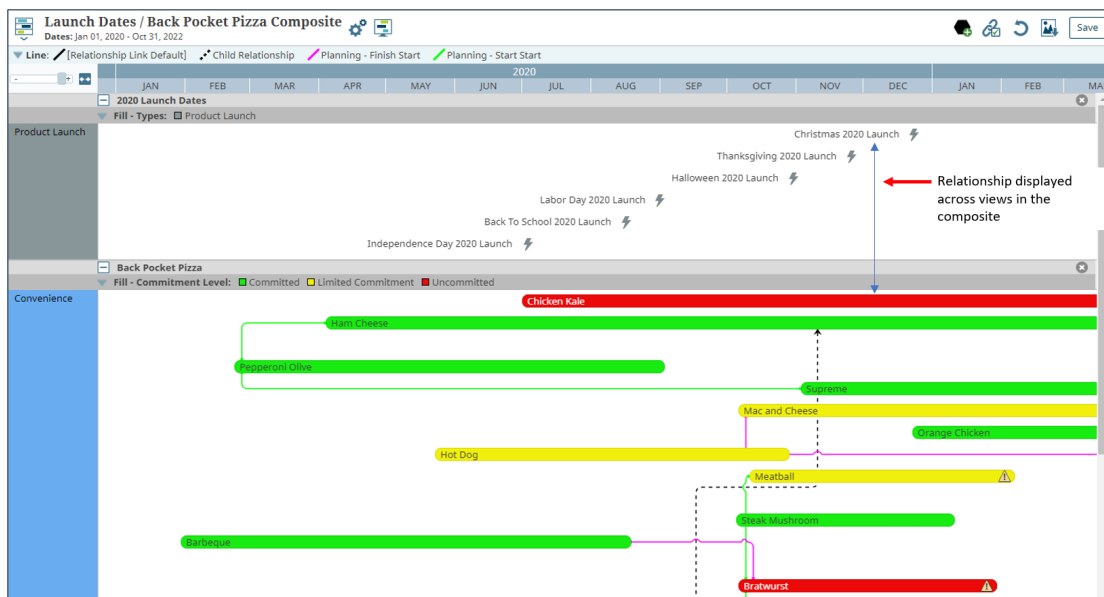 Launch Dates / Back Pocket Pizza Composite
Dates: Jan 01, 2020 - Oct 31, 2022
Save
Line: [Relationship Link Default] Child Relationship Planning - Finish Start Planning - Start Start
- +
2020
JAN FEB MAR APR MAY JUN JUL AUG SEP OCT NOV DEC JAN FEB MA
2020 Launch Dates
Fill - Types: Product Launch
Product Launch
Christmas 2020 Launch
Thanksgiving 2020 Launch
Halloween 2020 Launch
Relationship displayed
across views in the
composite
Labor Day 2020 Launch
Back To School 2020 Launch
Independence Day 2020 Launch
Back Pocket Pizza
Fill - Commitment Level: Committed Limited Commitment Uncommitted
Convenience
Chicken Kale
Ham Cheese
Pepperoni Olive
Supreme
Mac and Cheese
Orange Chicken
Hot Dog
Meatball
Steak Mushroom
Barbeque
Bratwurst